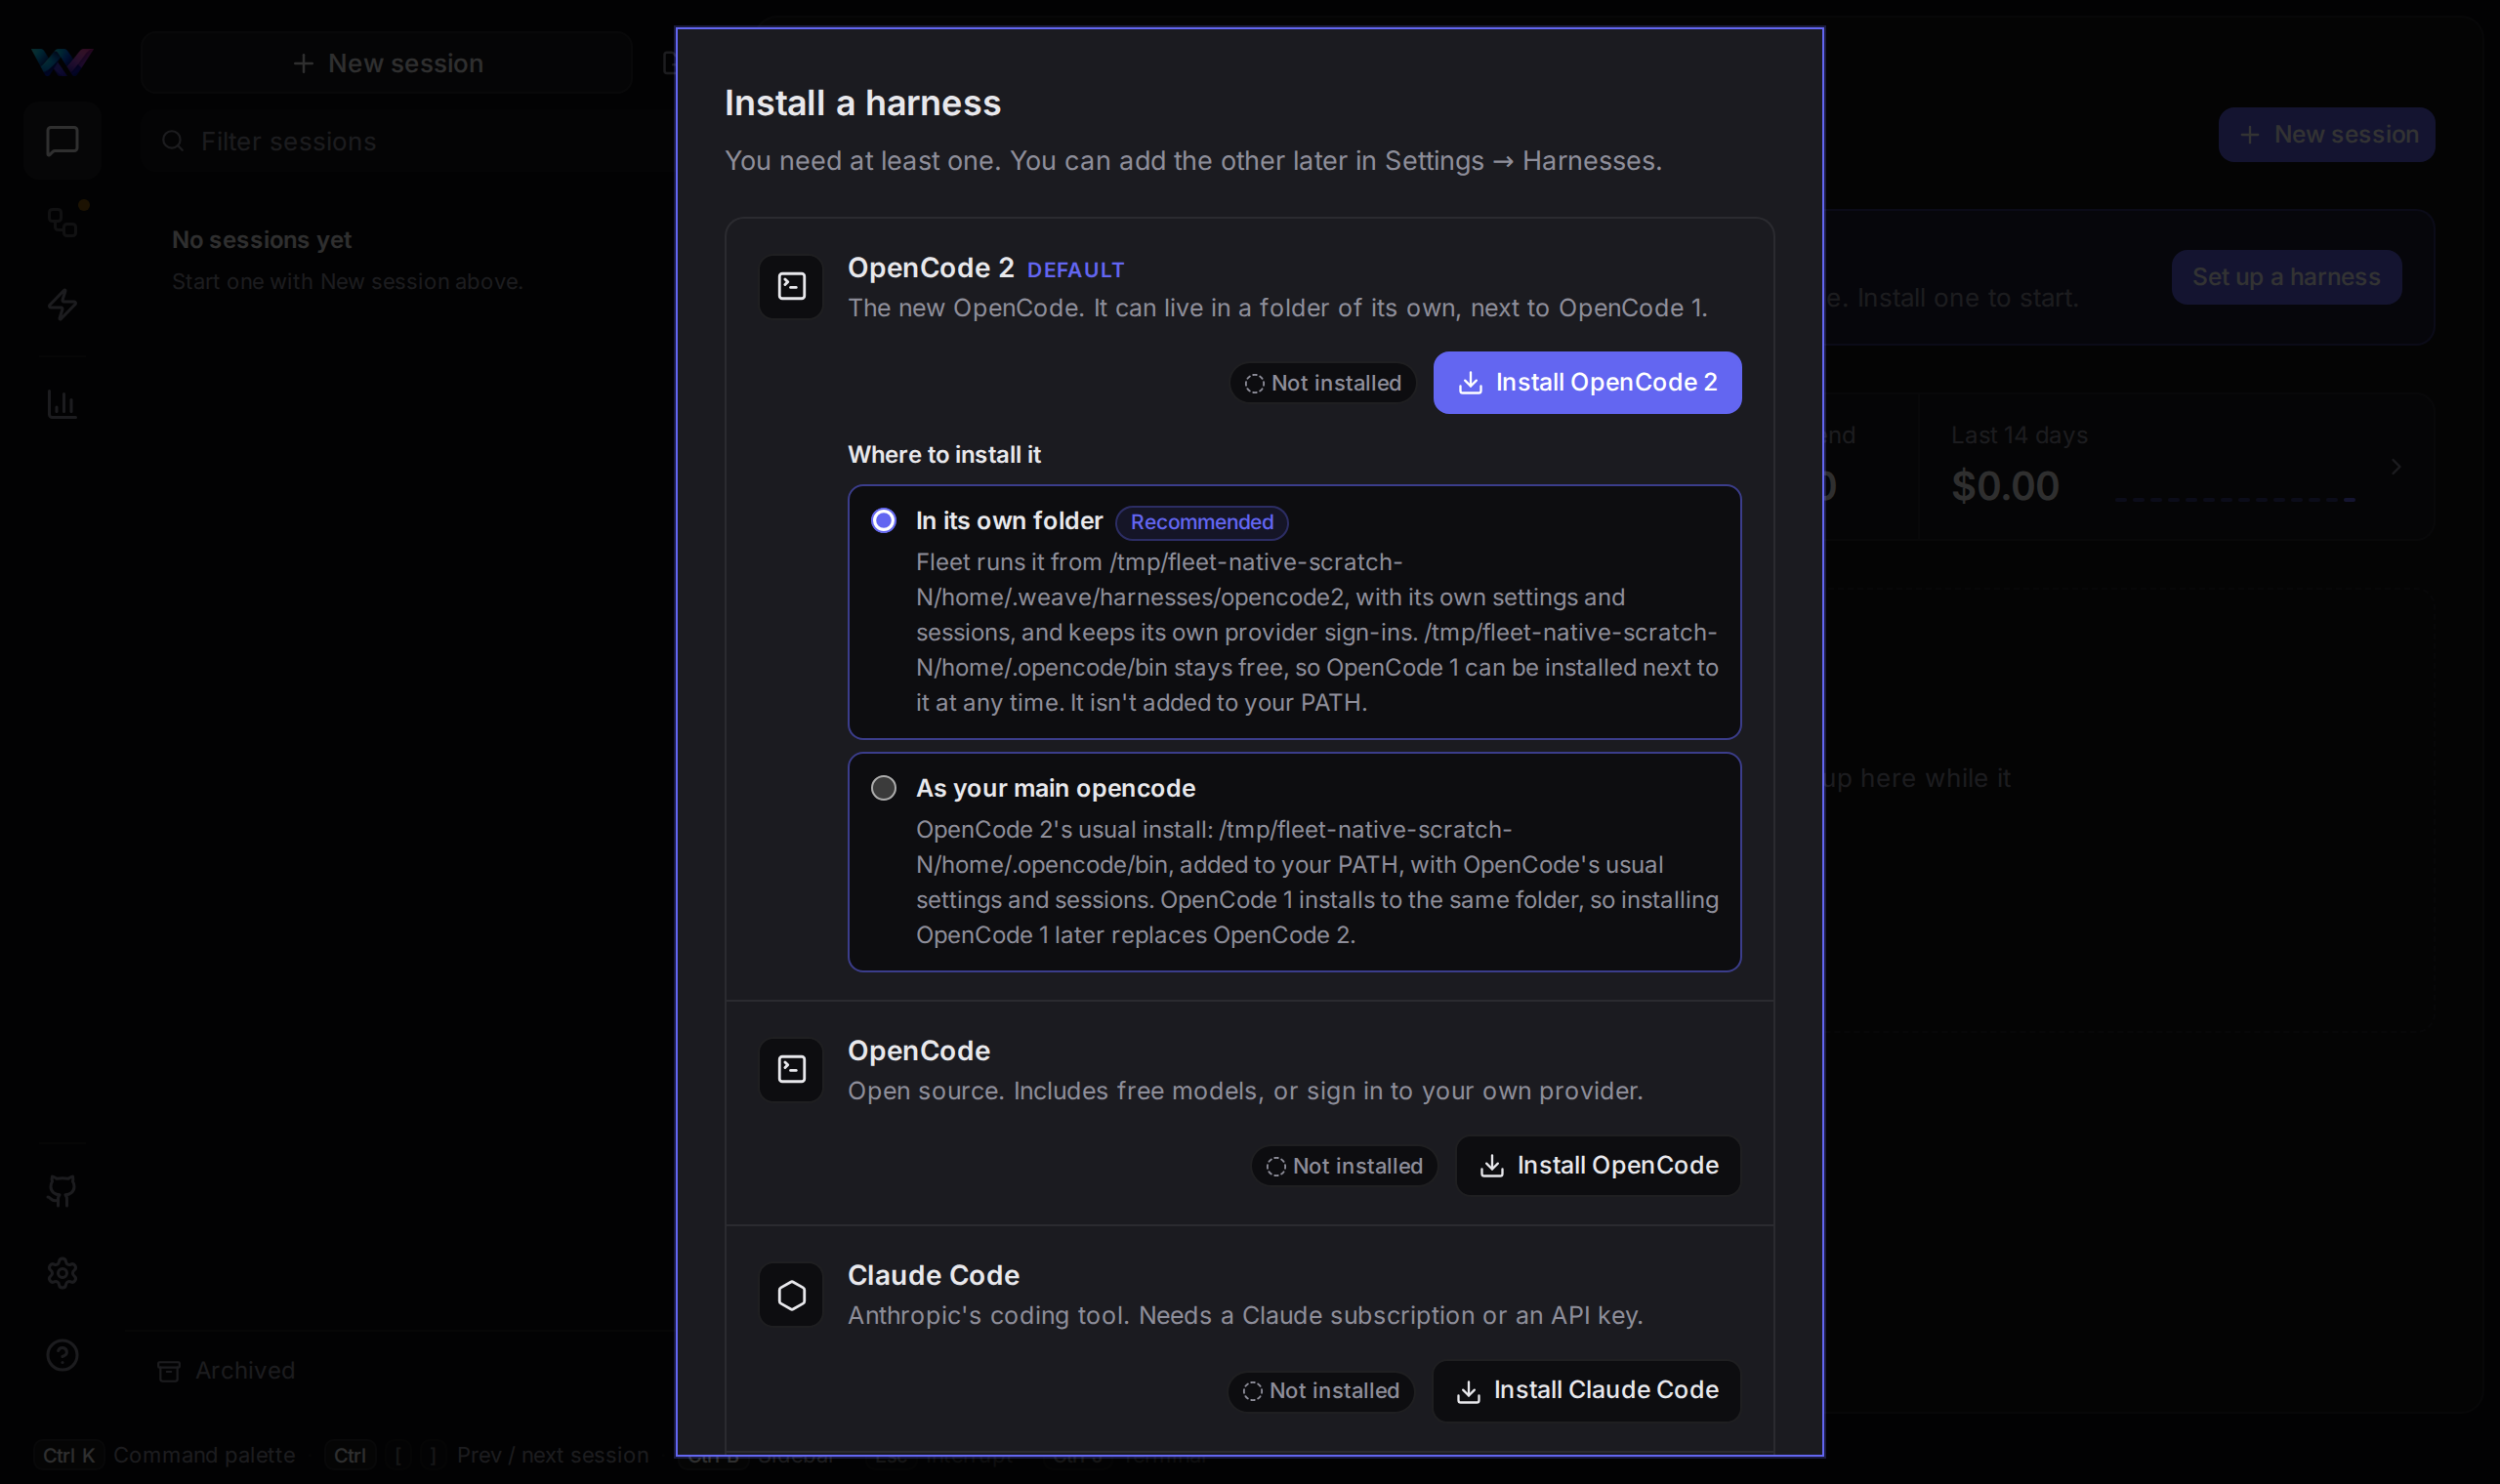 New session
Filter sessions
No sessions yet
Start one with New session above.
Archived
Ctrl K Command palette Ctrl [ ] Prev / next session
Install a harness
You need at least one. You can add the other later in Settings → Harnesses.
OpenCode 2 DEFAULT
The new OpenCode. It can live in a folder of its own, next to OpenCode 1.
Not installed
Install OpenCode 2
Where to install it
In its own folder Recommended
Fleet runs it from /tmp/fleet-native-scratch-
N/home/.weave/harnesses/opencode2, with its own settings and
sessions, and keeps its own provider sign-ins. /tmp/fleet-native-scratch-
N/home/.opencode/bin stays free, so OpenCode 1 can be installed next to
it at any time. It isn't added to your PATH.
As your main opencode
OpenCode 2's usual install: /tmp/fleet-native-scratch-
N/home/.opencode/bin, added to your PATH, with OpenCode's usual
settings and sessions. OpenCode 1 installs to the same folder, so installing
OpenCode 1 later replaces OpenCode 2.
OpenCode
Open source. Includes free models, or sign in to your own provider.
Not installed
Install OpenCode
Claude Code
Anthropic's coding tool. Needs a Claude subscription or an API key.
Not installed
Install Claude Code
New session
Install one to start.
Set up a harness
Last 14 days
$0.00
up here while it